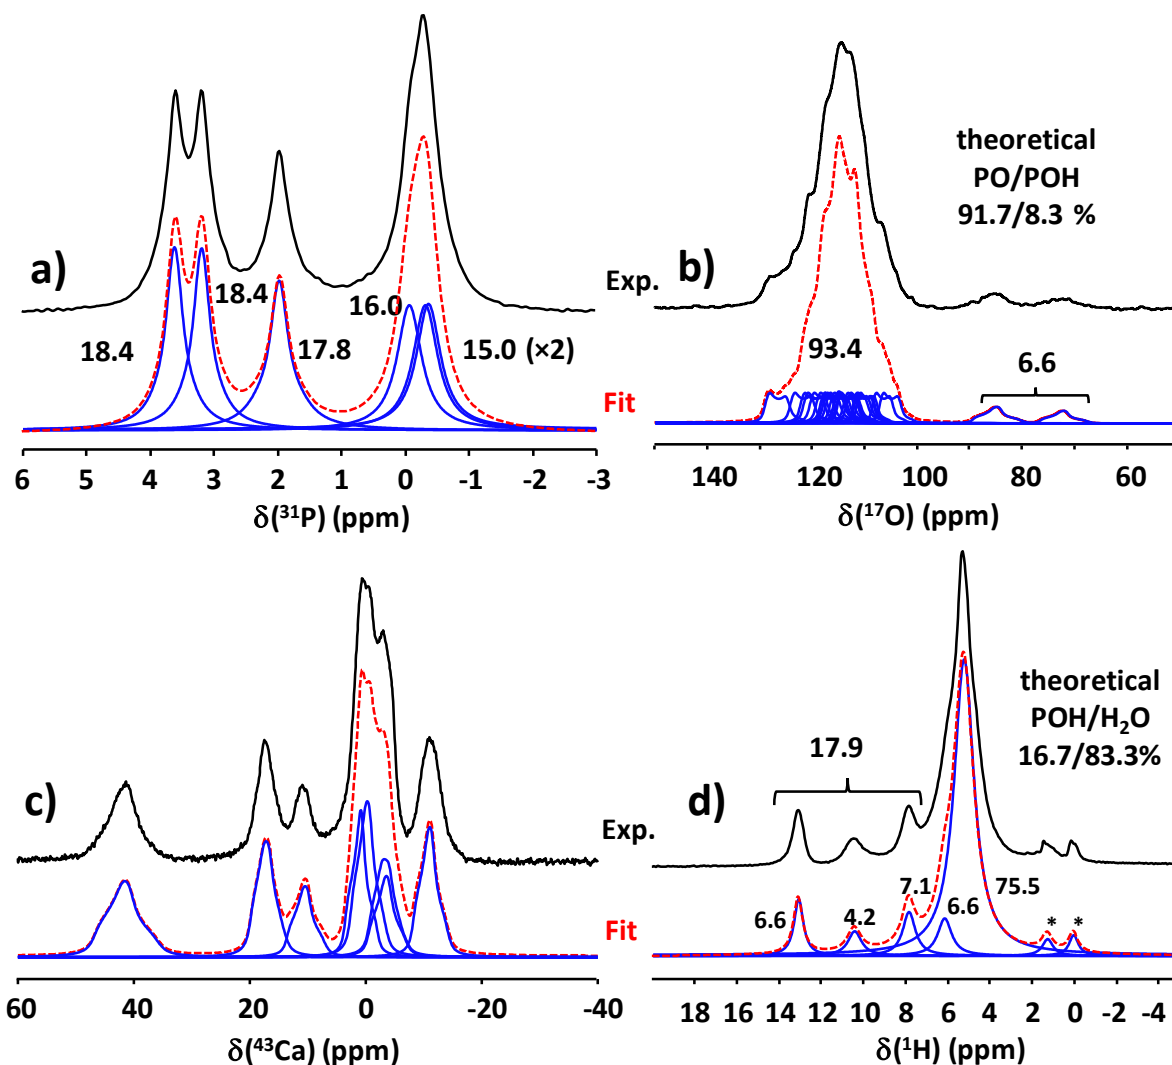 a)
18.4
18.4
17.8
16.0
15.0 (×2)
6 5 4 3 2 1 0 -1 -2 -3
δ(³¹P) (ppm)
theoretical
PO/POH
91.7/8.3 %
b)
Exp.
93.4
6.6
Fit
140 120 100 80 60
δ(¹⁷O) (ppm)
c)
60 40 20 0 -20 -40
δ(⁴³Ca) (ppm)
theoretical
POH/H₂O
16.7/83.3%
17.9
d)
Exp.
Fit
6.6
4.2
7.1
6.6
75.5
* *
18 16 14 12 10 8 6 4 2 0 -2 -4
δ(¹H) (ppm)